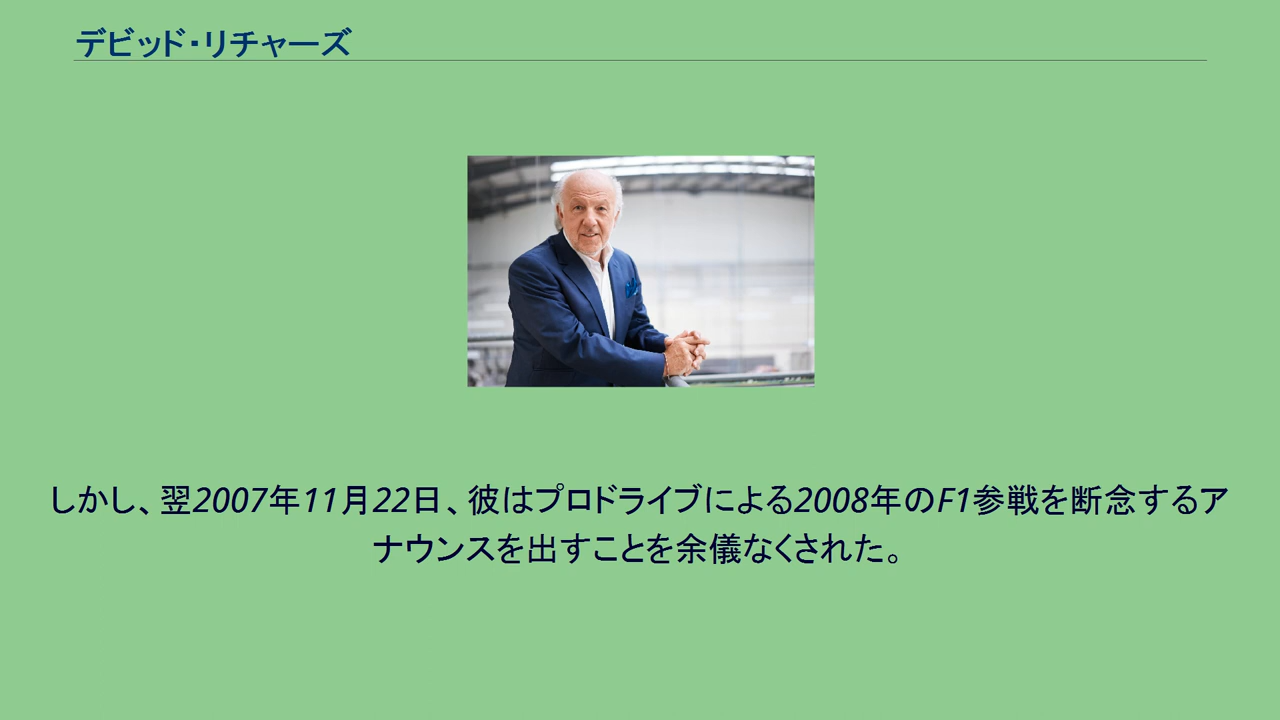 デビッド・リチャーズ
しかし、翌2007年11月22日、彼はプロドライブによる2008年のF1参戦を断念するア
ナウンスを出すことを余儀なくされた。